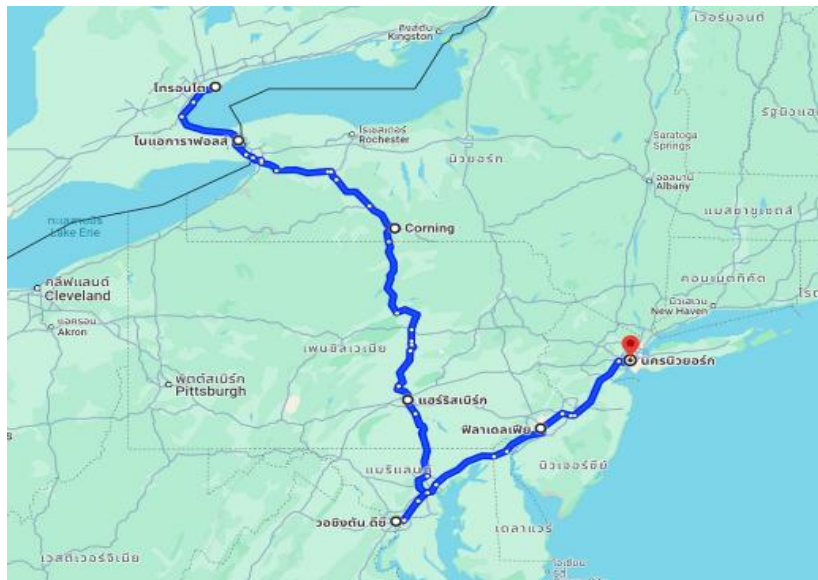 เวอร์มอนต์
คิงส์ตัน
Kingston
โทรอนโต
รัฐนิวแฮม
ไนแอการาฟอลส์
โรเชสเตอร์
Rochester
Saratoga
Springs
นิวยอร์ก
ออลบานี
Albany
แมสซาชูเซตส์
ทะเลสาบอีรี
Lake Erie
Corning
คอนเนตทิคัต
คลีฟแลนด์
Cleveland
นิวเฮเวน
New Haven
โรด
แอครอน
Akron
เพนซิลเวเนีย
นครนิวยอร์ก
พิตต์สเบิร์ก
Pittsburgh
แฮร์ริสเบิร์ก
ฟิลาเดลเฟีย
แมริแลนด์
นิวเจอร์ซีย์
วอชิงตัน ดีซี
เดลาแวร์
เวสต์เวอร์จิเนีย